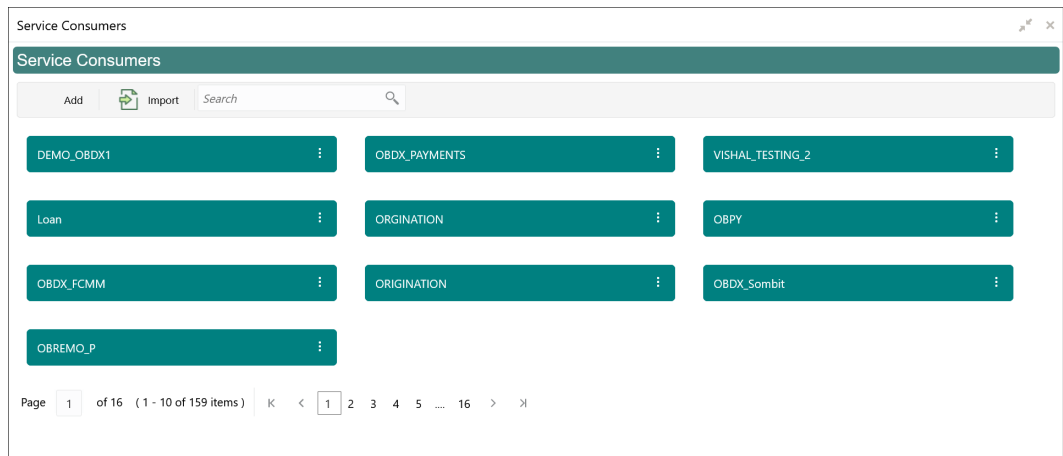 Service Consumers
Service Consumers
Add Import Search
DEMO_OBDX1 OBDX_PAYMENTS VISHAL_TESTING_2
Loan ORGINATION OBPY
OBDX_FCMM ORIGINATION OBDX_Sombit
OBREMO_P
Page 1 of 16 ( 1 - 10 of 159 items ) 1 2 3 4 5 .... 16